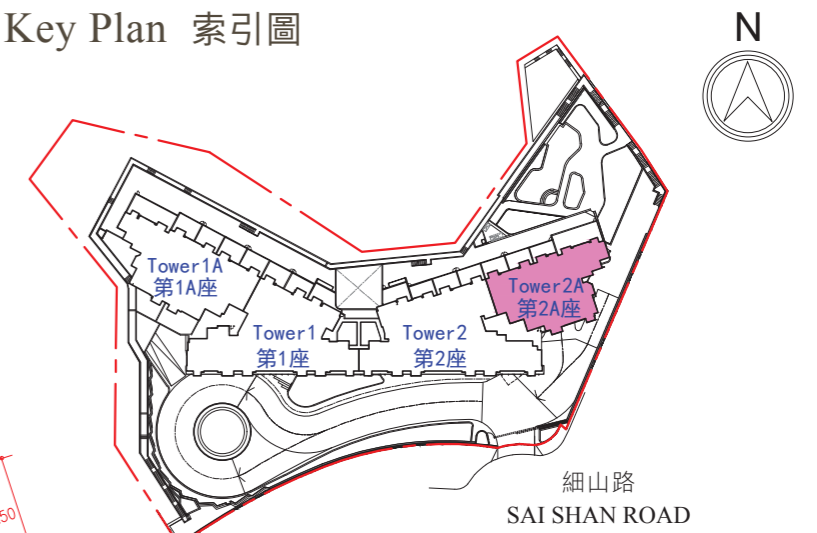 Key Plan 索引圖
N
Tower1A
第1A座
Tower2A
第2A座
Tower1
第1座
Tower2
第2座
細山路
SAI SHAN ROAD